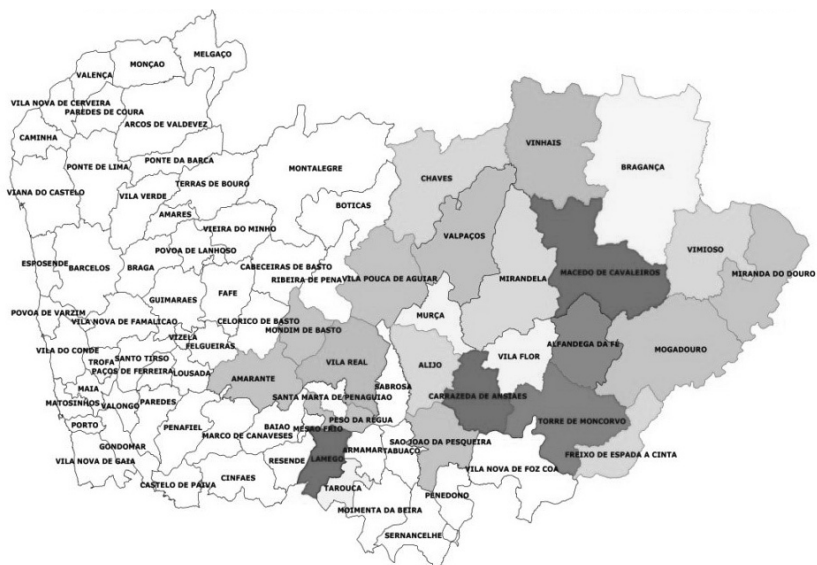 MELGAÇO
MONÇAO
VALENÇA
VILA NOVA DE CERVEIRA
PAREDES DE COURA
ARCOS DE VALDEVEZ
CAMINHA
VINHAIS
BRAGANÇA
PONTE DE LIMA
PONTE DA BARCA
MONTALEGRE
CHAVES
TERRAS DE BOURO
VIANA DO CASTELO
VILA VERDE
BOTICAS
AMARES
VIEIRA DO MINHO
VALPAÇOS
POVOA DE LANHOSO
VIMIOSO
ESPOSENDE
BARCELOS
BRAGA
CABECEIRAS DE BASTO
VILA POUCA DE AGUIAR
MIRANDELA
MACEDO DE CAVALEIROS
MIRANDA DO DOURO
RIBEIRA DE PENA
FAFE
GUIMARAES
POVOA DE VARZIM
VILA NOVA DE FAMALICAO
CELORICO DE BASTO
MURÇA
MONDIM DE BASTO
VIZELA
FELGUEIRAS
ALFANDEGA DA FÉ
VILA DO CONDE
SANTO TIRSO
TROFA
PAÇOS DE FERREIRA
LOUSADA
VILA REAL
ALIJO
VILA FLOR
MOGADOURO
AMARANTE
SABROSA
MAIA
MATOSINHOS
VALONGO
PAREDES
SANTA MARTA DE PENAGUIAO
CARRAZEDA DE ANSIAES
PORTO
PENAFIEL
BAIAO
PESO DA REGUA
MESAO FRIO
TORRE DE MONCORVO
MARCO DE CANAVESES
GONDOMAR
SAO JOAO DA PESQUEIRA
ARMAMAR
TABUAÇO
VILA NOVA DE GAIA
RESENDE
LAMEGO
FREIXO DE ESPADA A CINTA
VILA NOVA DE FOZ COA
CINFAES
CASTELO DE PAIVA
TAROUCA
PENEDONO
MOIMENTA DA BEIRA
SERNANCELHE